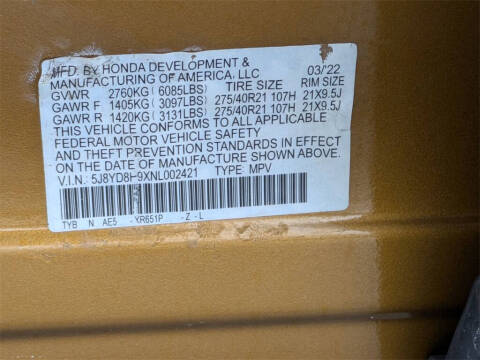 MFD. BY HONDA DEVELOPMENT &
MANUFACTURING OF AMERICA, LLC 03/'22
GVWR 2760KG (6085LBS) TIRE SIZE RIM SIZE
GAWR F 1405KG (3097LBS) 275/40R21 107H 21X9.5J
GAWR R 1420KG (3131LBS) 275/40R21 107H 21X9.5J
THIS VEHICLE CONFORMS TO ALL APPLICABLE
FEDERAL MOTOR VEHICLE SAFETY
AND THEFT PREVENTION STANDARDS IN EFFECT
ON THE DATE OF MANUFACTURE SHOWN ABOVE.
V.I.N.: TYPE: MPV
TYB N AE5 - YR651P -Z-L